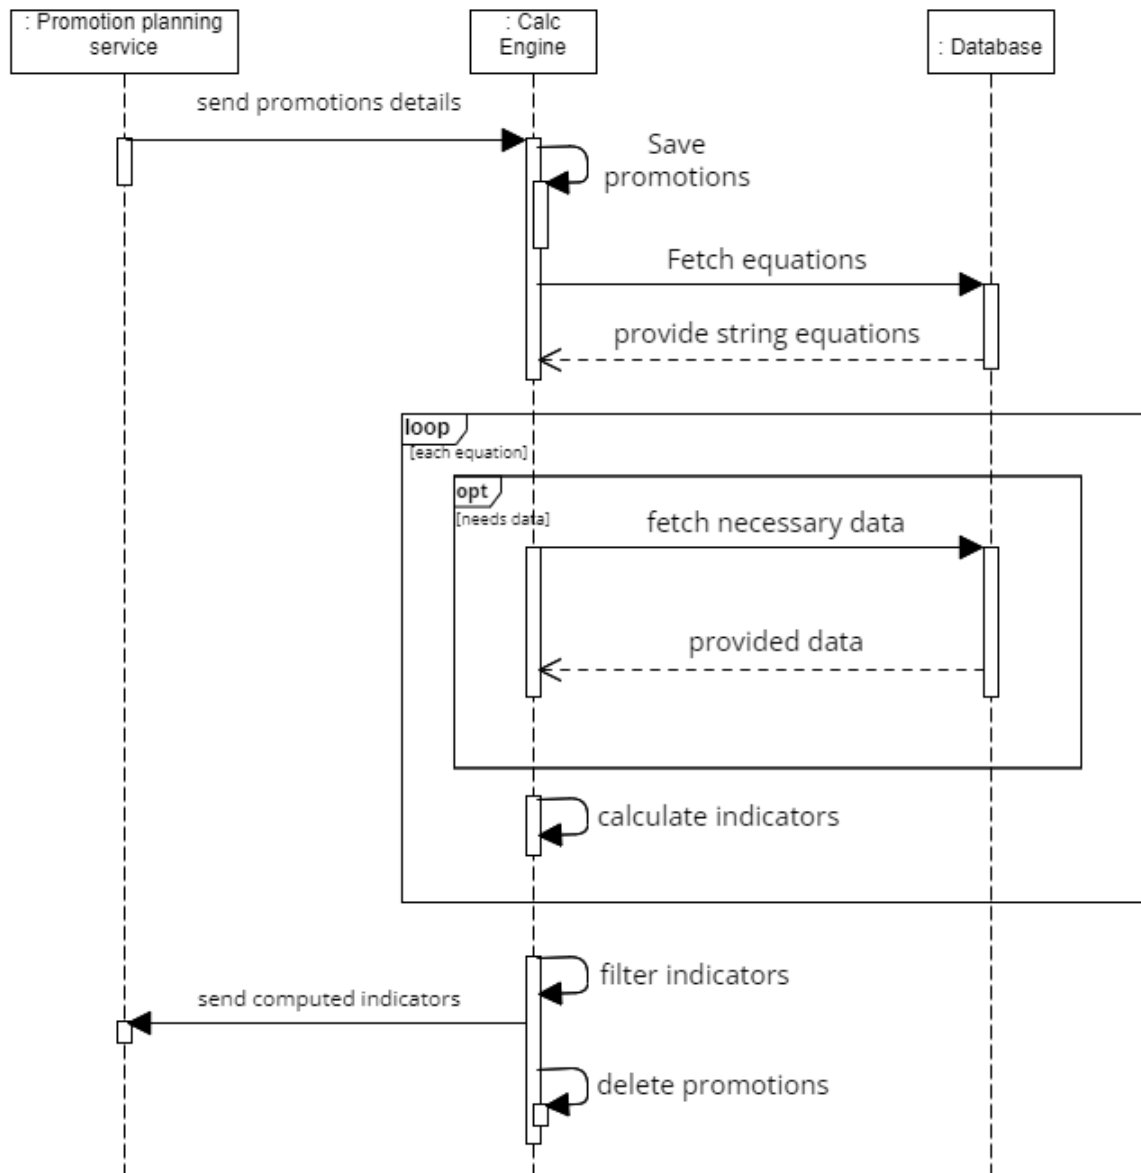 : Promotion planning
service
: Calc
Engine
: Database
send promotions details
Save
promotions
Fetch equations
provide string equations
loop
[each equation]
opt
[needs data]
fetch necessary data
provided data
calculate indicators
filter indicators
send computed indicators
delete promotions